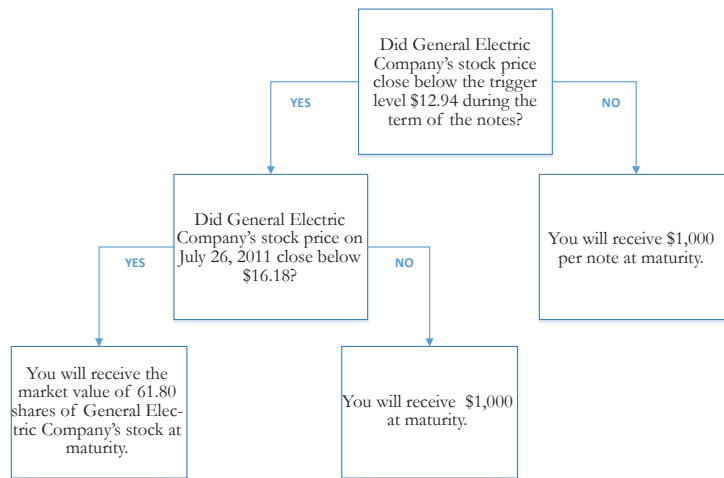 Did General Electric
Company's stock price
close below the trigger
level $12.94 during the
term of the notes?
YES
NO
Did General Electric
Company's stock price on
July 26, 2011 close below
$16.18?
You will receive $1,000
per note at maturity.
YES
NO
You will receive the
market value of 61.80
shares of General Elec-
tric Company's stock at
maturity.
You will receive $1,000
at maturity.